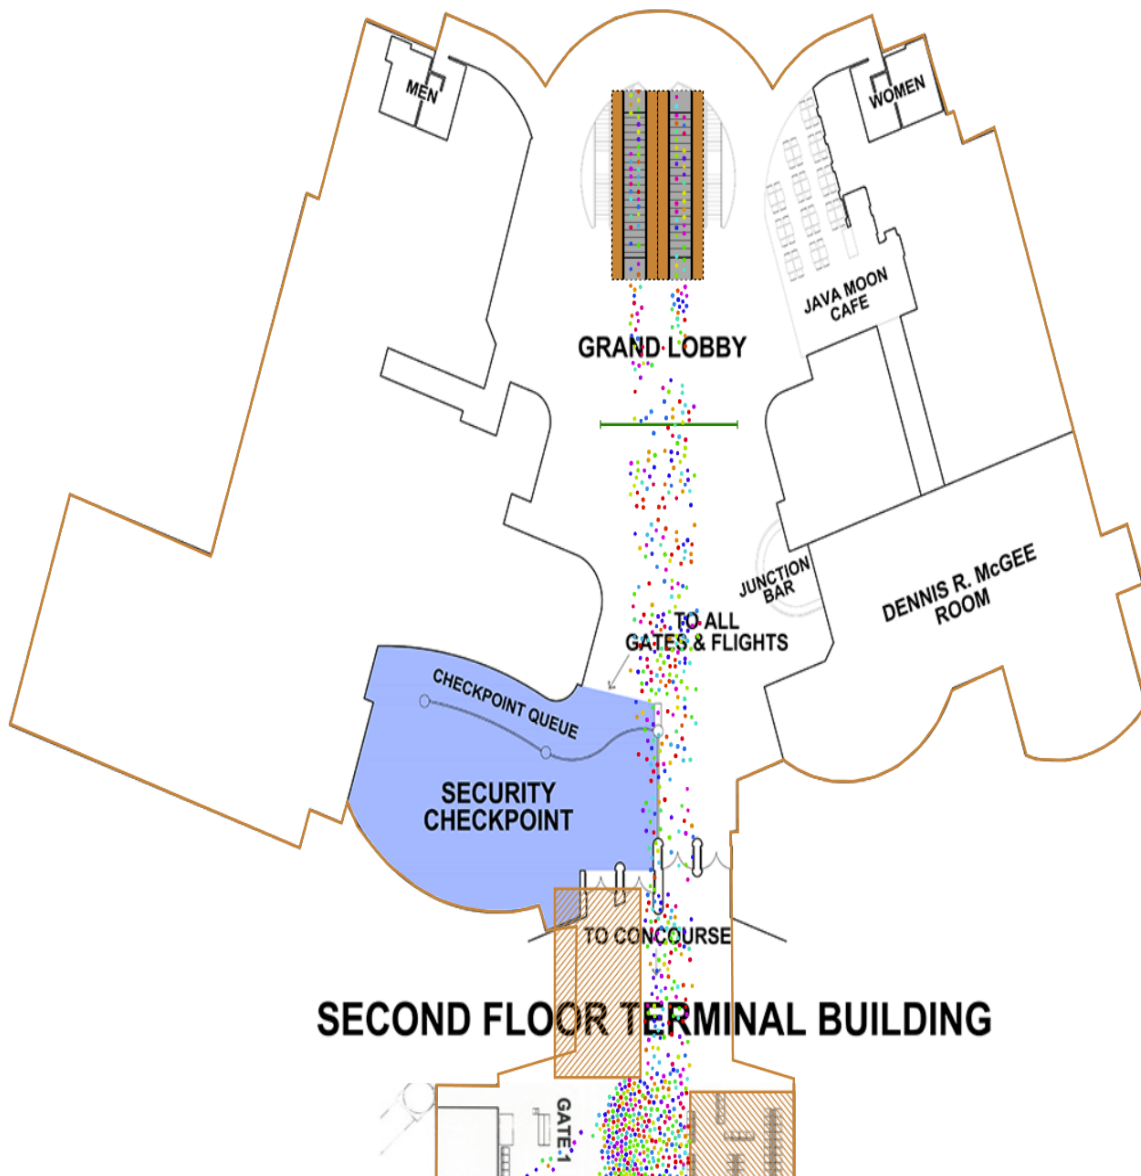 MEN
WOMEN
JAVA MOON
CAFE
GRAND LOBBY
JUNCTION
BAR
DENNIS R. McGEE
ROOM
TO ALL
GATES & FLIGHTS
CHECKPOINT QUEUE
SECURITY
CHECKPOINT
TO CONCOURSE
SECOND FLOOR TERMINAL BUILDING
GATE 1